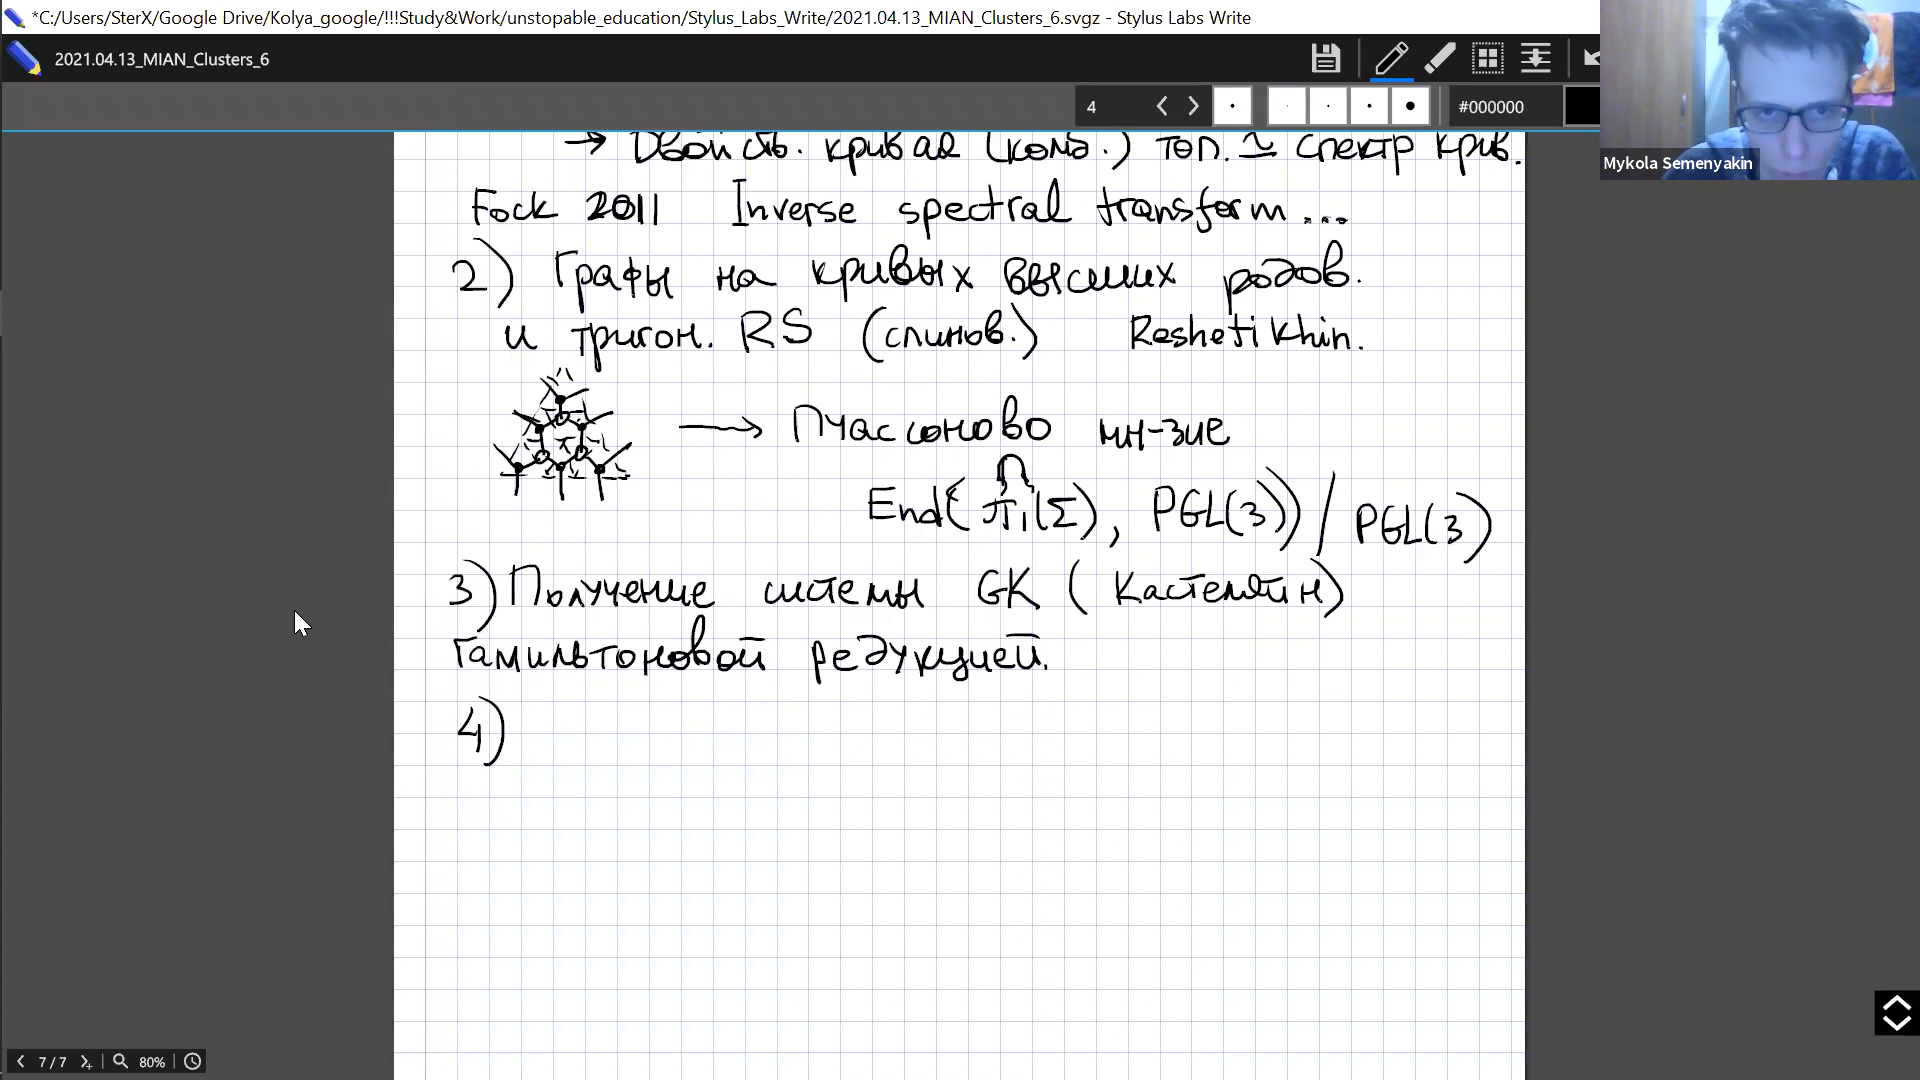 *C:/Users/SterX/Google Drive/Kolya_google/!!!Study&Work/unstopable_education/Stylus_Labs_Write/2021.04.13_MIAN_Clusters_6.svgz - Stylus Labs Write
2021.04.13_MIAN_Clusters_6
4
#000000
Mykola Semenyakin
→ Двойств. кривая (комб.) топ. ≃ спектр крив.
Fock 2011 Inverse spectral transform ...
2) Графы на кривых высших родов.
и тригон. RS (спинов.) Reshetikhin.
→ Пуассоново мн-зие
End(π₁(Σ), PGL(3)) / PGL(3)
3) Получение системы GK (Кастелятин)
Гамильтоновой редукцией.
4)
7 / 7
80%